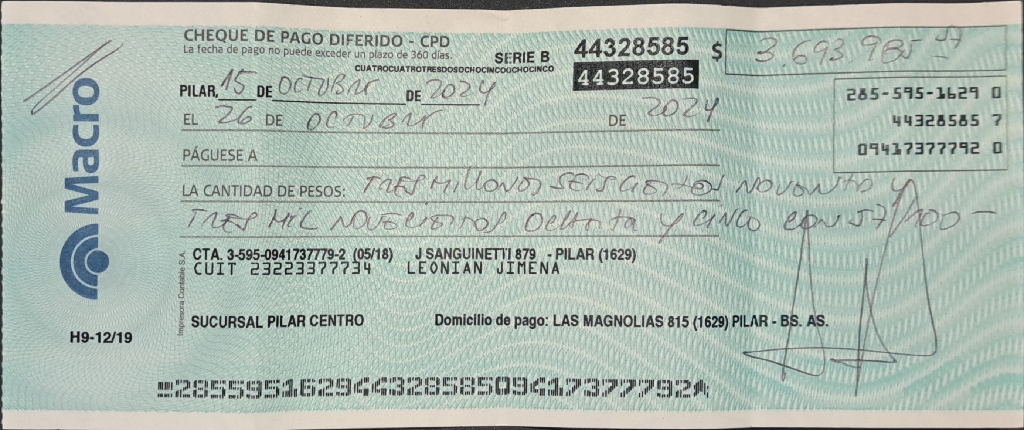 CHEQUE DE PAGO DIFERIDO - CPD
La fecha de pago no puede exceder un plazo de 360 días.
SERIE B
44328585
$ 3.693.985 57
CUATROCUATROTRESDOSOCHOCINCOOCHOCINCO
44328585
PILAR, 15 DE OCTUBRE DE 2024
EL 26 DE OCTUBRE DE 2024
285-595-1629 0
44328585 7
09417377792 0
PÁGUESE A
LA CANTIDAD DE PESOS: TRES MILLONES SEISCIENTOS NOVENTA Y
TRES MIL NOVECIENTOS OCHENTA Y CINCO CON 57/100 —
CTA. 3-595-0941737779-2 (05/18) J SANGUINETTI 879 - PILAR (1629)
CUIT 23223377734 LEONIAN JIMENA
SUCURSAL PILAR CENTRO
Domicilio de pago: LAS MAGNOLIAS 815 (1629) PILAR - BS. AS.
Macro
H9-12/19
Impresora Contable S.A.
28559516294432858509417377792